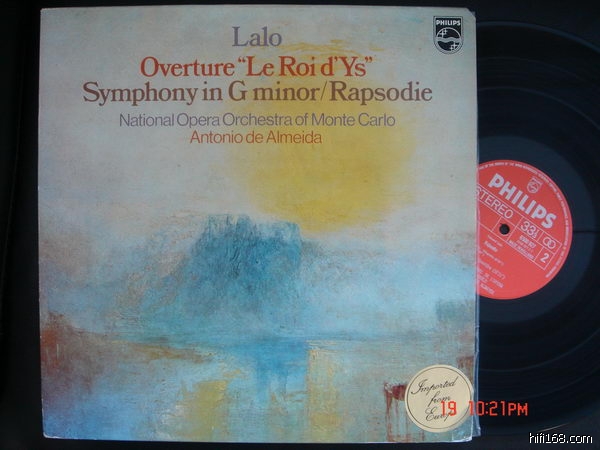 PHILIPS
Lalo
Overture "Le Roi d'Ys"
Symphony in G minor/Rapsodie
National Opera Orchestra of Monte Carlo
Antonio de Almeida
PHILIPS
STEREO
33⅓
2
Imported
from
19 10:21PM
hifi168.com